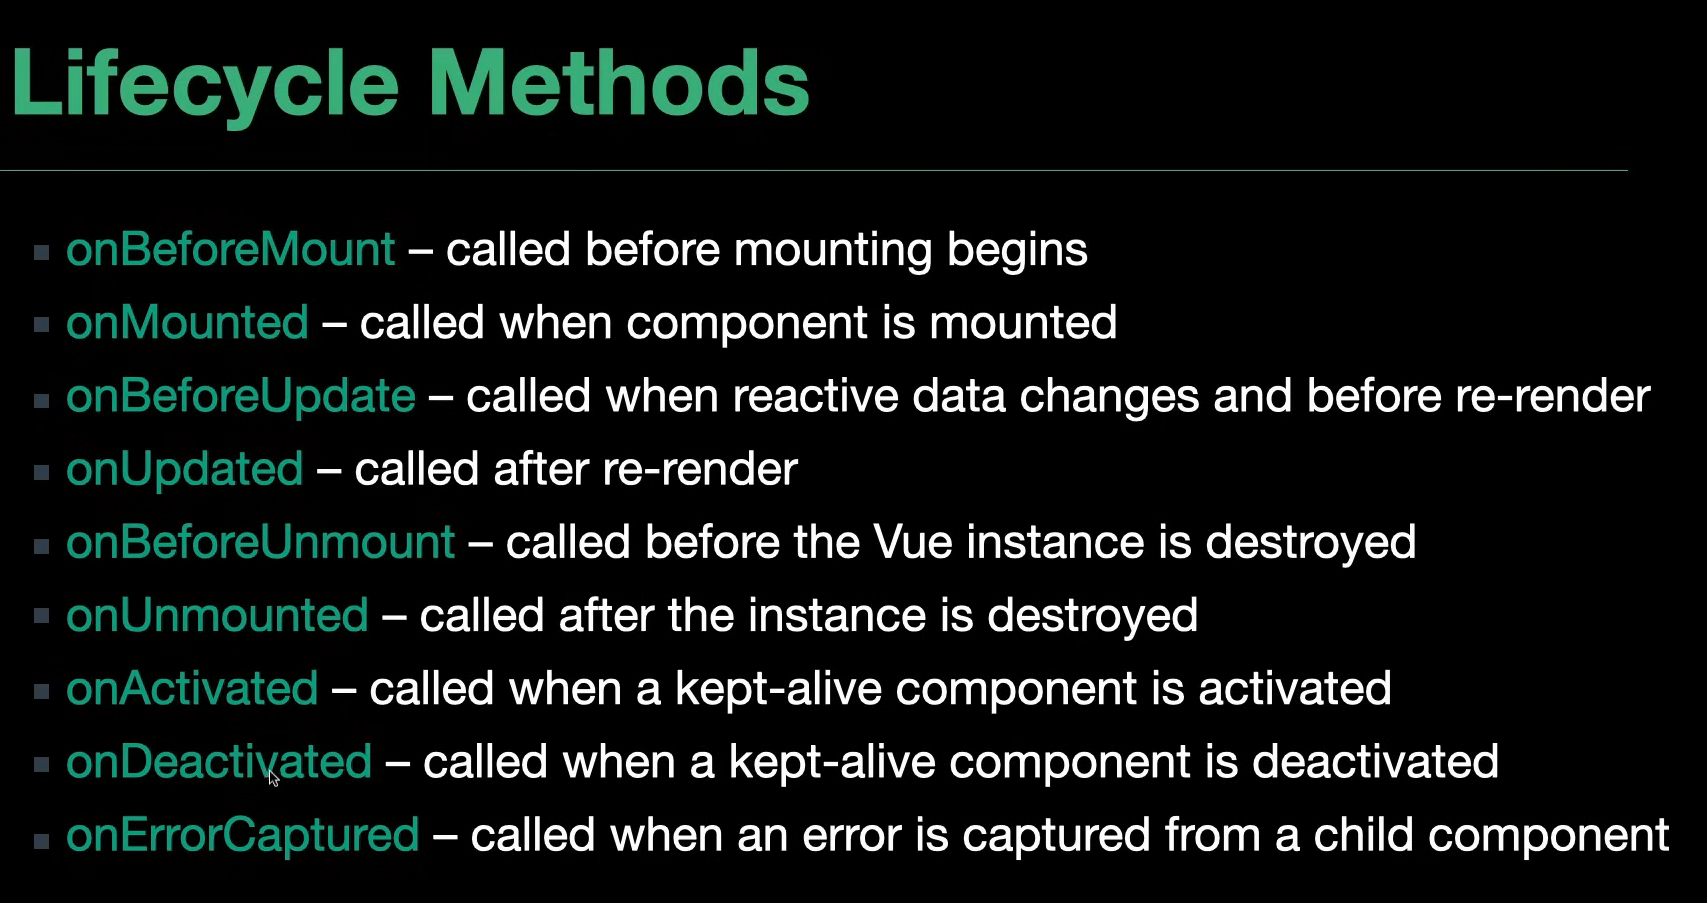 Lifecycle Methods
onBeforeMount – called before mounting begins
onMounted – called when component is mounted
onBeforeUpdate – called when reactive data changes and before re-render
onUpdated – called after re-render
onBeforeUnmount – called before the Vue instance is destroyed
onUnmounted – called after the instance is destroyed
onActivated – called when a kept-alive component is activated
onDeactivated – called when a kept-alive component is deactivated
onErrorCaptured – called when an error is captured from a child component